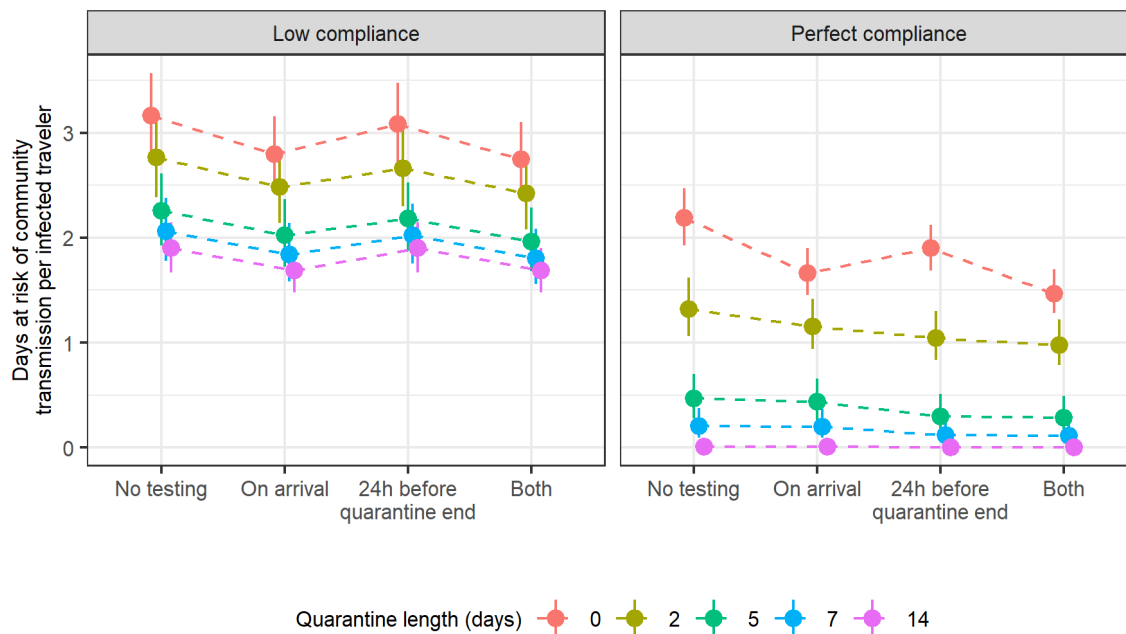 Low compliance
Perfect compliance
Days at risk of community
transmission per infected traveler
3
2
1
0
No testing
On arrival
24h before
quarantine end
Both
No testing
On arrival
24h before
quarantine end
Both
Quarantine length (days)
0
2
5
7
14